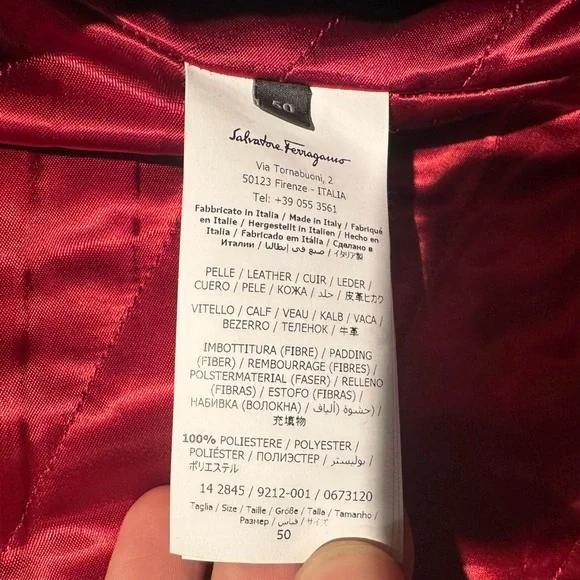 50
Salvatore Ferragamo
Via Tornabuoni, 2
50123 Firenze - ITALIA
Tel: +39 055 3561
Fabbricato in Italia / Made in Italy / Fabriqué
en Italie / Hergestellt in Italien / Hecho en
Italia / Fabricado em Itália / Сделано в
Италии / صنع في إيطاليا / イタリア製
PELLE / LEATHER / CUIR / LEDER /
CUERO / PELE / КОЖА / جلد / 皮革ヒカク
VITELLO / CALF / VEAU / KALB / VACA /
BEZERRO / ТЕЛЕНОК / 牛革
IMBOTTITURA (FIBRE) / PADDING
(FIBER) / REMBOURRAGE (FIBRES) /
POLSTERMATERIAL (FASER) / RELLENO
(FIBRAS) / ESTOFO (FIBRAS) /
НАБИВКА (ВОЛОКНА) / حشوة (ألياف) /
充填物
100% POLIESTERE / POLYESTER /
POLIÉSTER / ПОЛИЭСТЕР / بوليستر /
ポリエステル
14 2845 / 9212-001 / 0673120
Taglia / Size / Taille / Größe / Talla / Tamanho /
Размер / قياس / サイズ
50